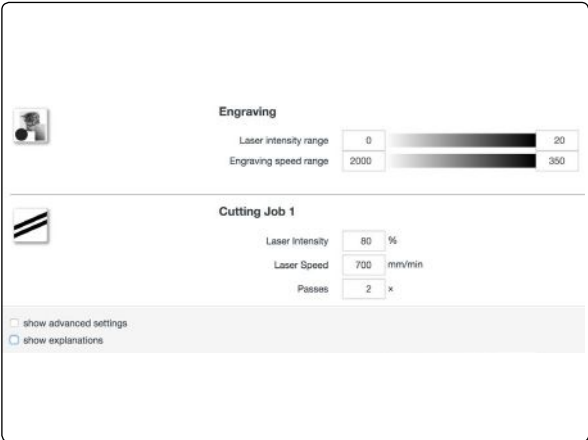 Engraving
Laser intensity range 0 20
Engraving speed range 2000 350
Cutting Job 1
Laser Intensity 80 %
Laser Speed 700 mm/min
Passes 2 ×
show advanced settings
show explanations